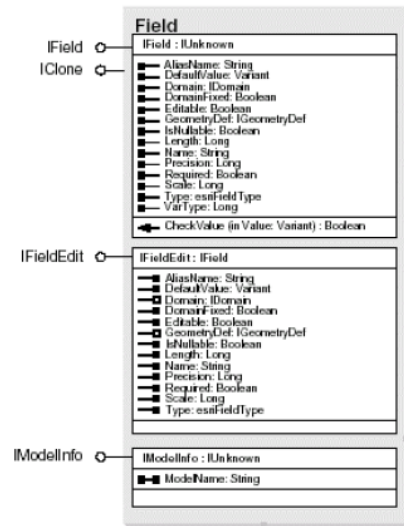 Field
IField
IField : IUnknown
IClone
AliasName: String
DefaultValue: Variant
Domain: IDomain
DomainFixed: Boolean
Editable: Boolean
GeometryDef: IGeometryDef
IsNullable: Boolean
Length: Long
Name: String
Precision: Long
Required: Boolean
Scale: Long
Type: esriFieldType
VarType: Long
CheckValue (in Value: Variant) : Boolean
IFieldEdit
IFieldEdit : IField
AliasName: String
DefaultValue: Variant
Domain: IDomain
DomainFixed: Boolean
Editable: Boolean
GeometryDef: IGeometryDef
IsNullable: Boolean
Length: Long
Name: String
Precision: Long
Required: Boolean
Scale: Long
Type: esriFieldType
IModelInfo
IModelInfo : IUnknown
ModelName: String